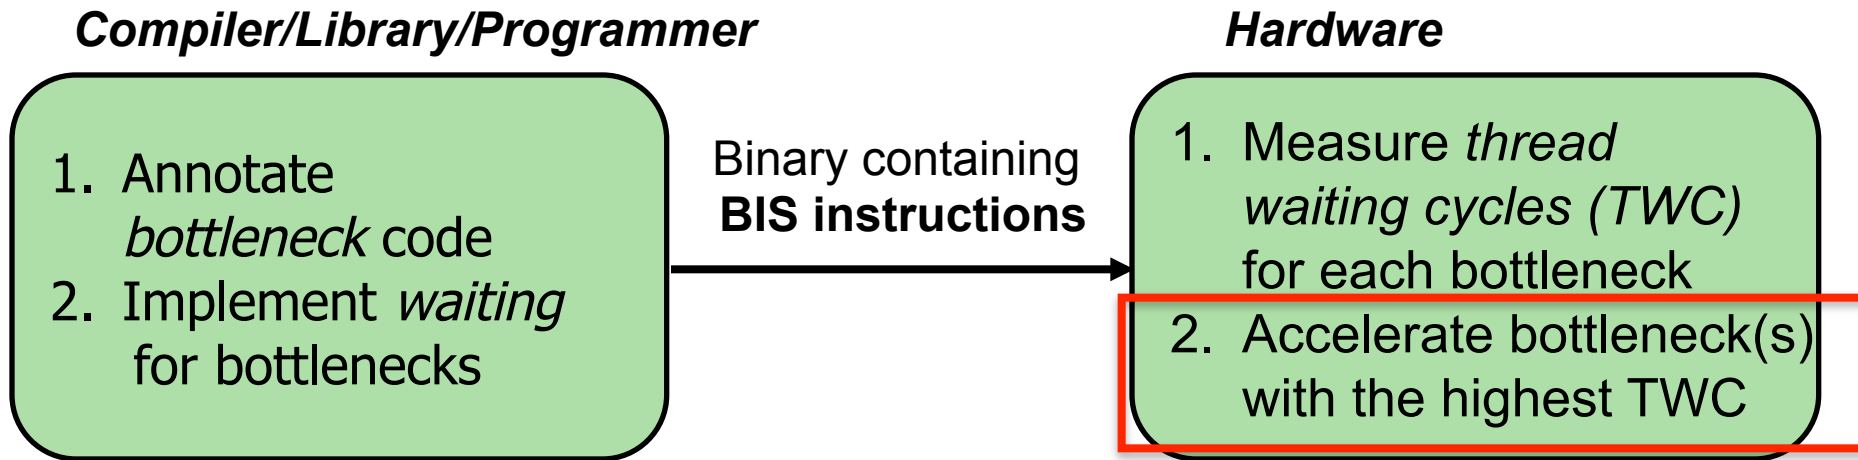 Compiler/Library/Programmer
1. Annotate
bottleneck code
2. Implement waiting
for bottlenecks
Binary containing
BIS instructions
Hardware
1. Measure thread
waiting cycles (TWC)
for each bottleneck
2. Accelerate bottleneck(s)
with the highest TWC